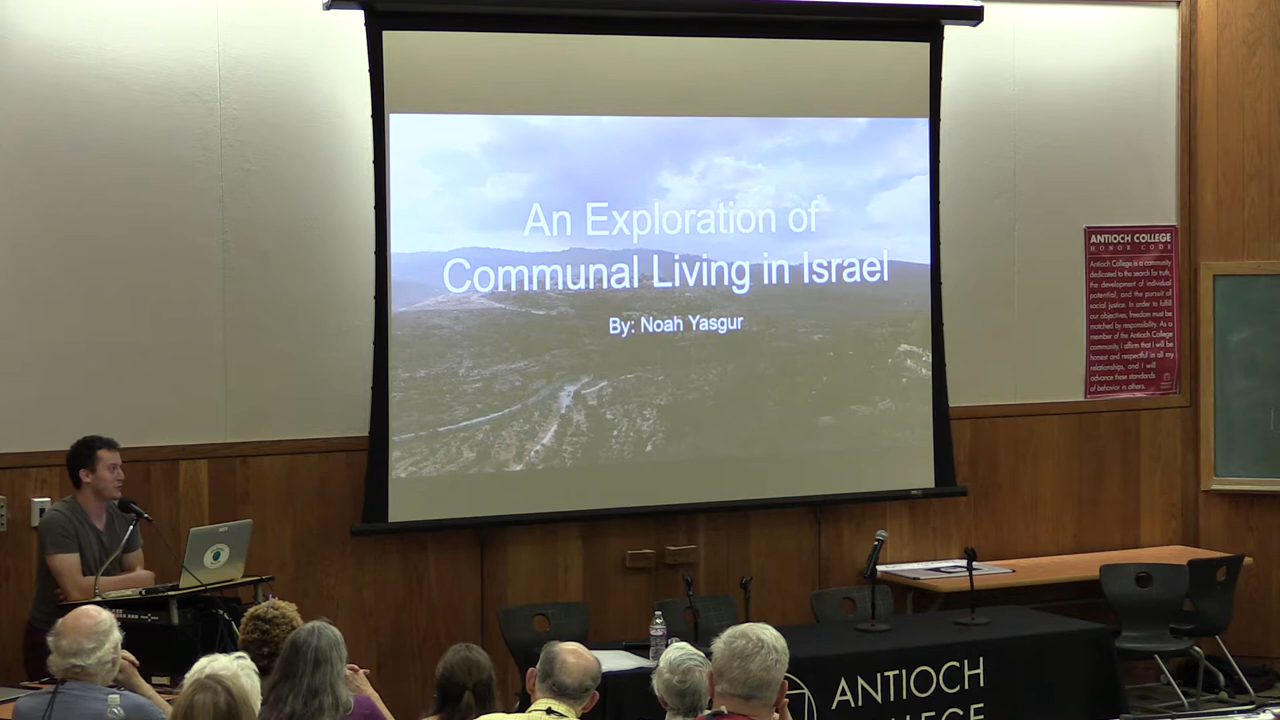 An Exploration of
Communal Living in Israel
By: Noah Yasgur
ANTIOCH COLLEGE
HONOR CODE
Antioch College is a community
dedicated to the search for truth,
the development of individual
potential, and the pursuit of
social justice. In order to fulfill
our objectives, freedom must be
matched by responsibility. As a
member of the Antioch College
community, I affirm that I will be
honest and respectful in all my
relationships, and I will
advance these standards
of behavior in others.
ANTIOCH
COLLEGE